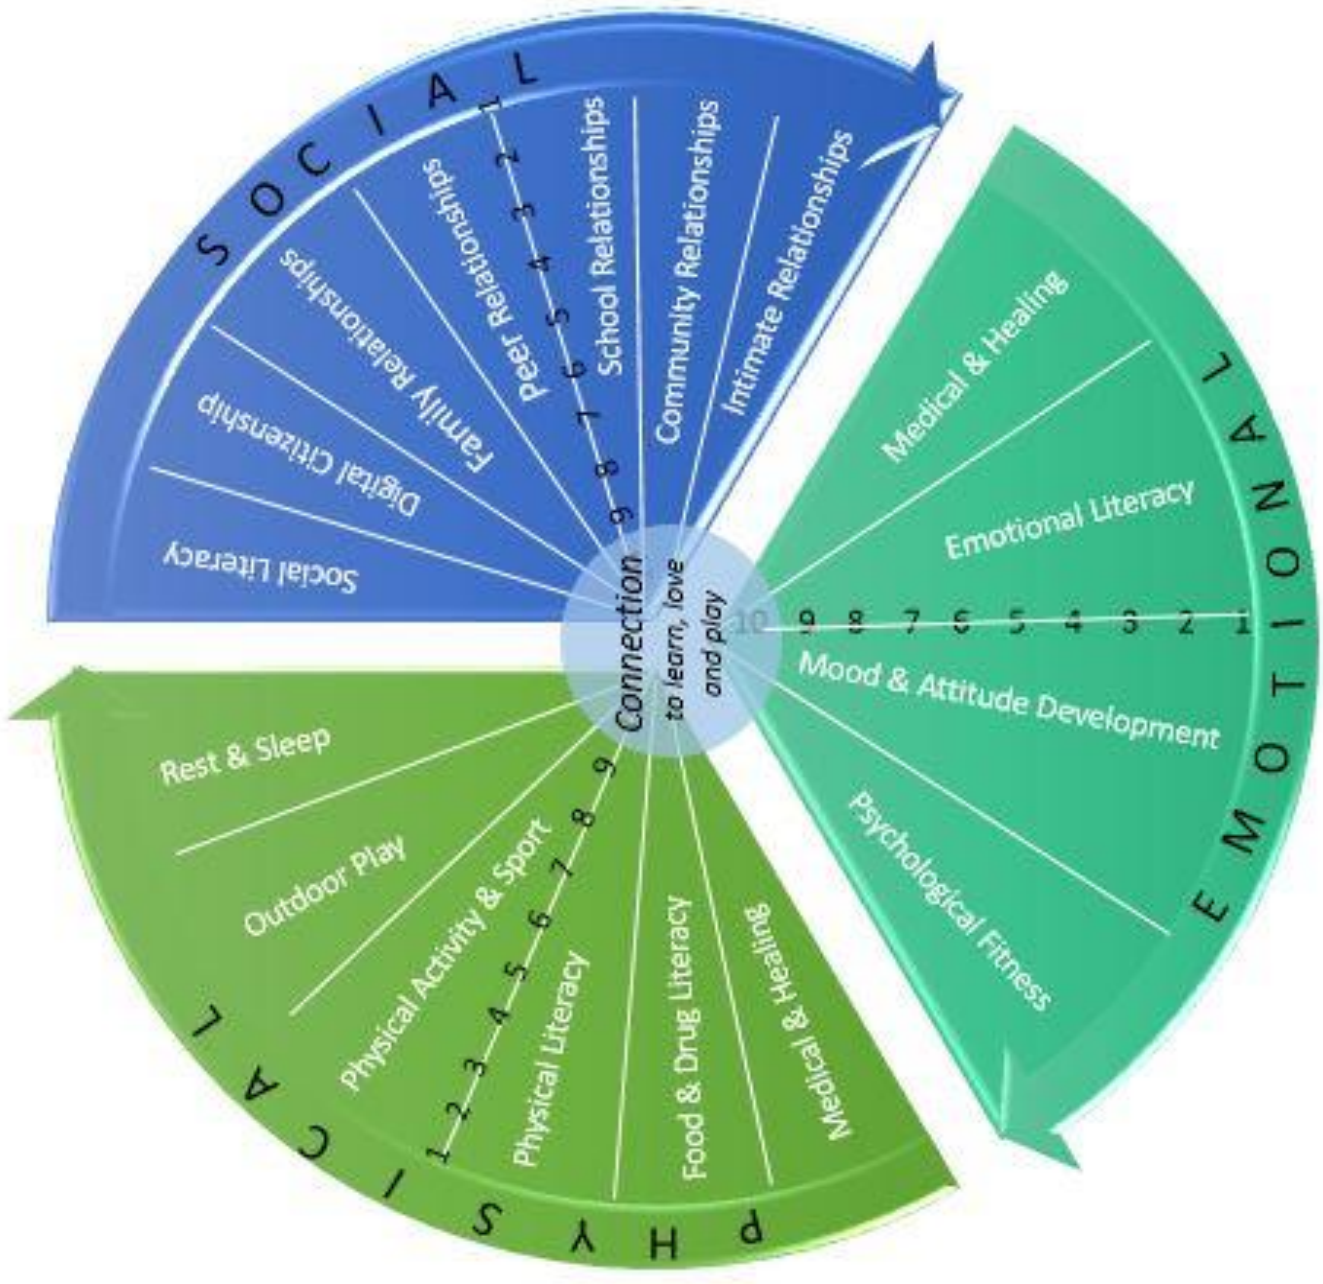 SOCIAL
Social Literacy
Digital Citizenship
Family Relationships
Peer Relationships
1 2 3 4 5 6 7 8 9
School Relationships
Community Relationships
Intimate Relationships
EMOTIONAL
Medical & Healing
Emotional Literacy
10 9 8 7 6 5 4 3 2 1
Mood & Attitude Development
Psychological Fitness
PHYSICAL
Medical & Healing
Food & Drug Literacy
Physical Literacy
1 2 3 4 5 6 7 8 9
Physical Activity & Sport
Outdoor Play
Rest & Sleep
Connection
to learn, love
and play